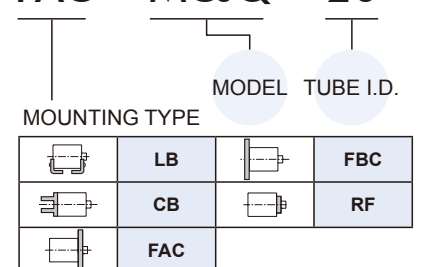 MODEL TUBE I.D.
MOUNTING TYPE
LB FBC
CB RF
FAC